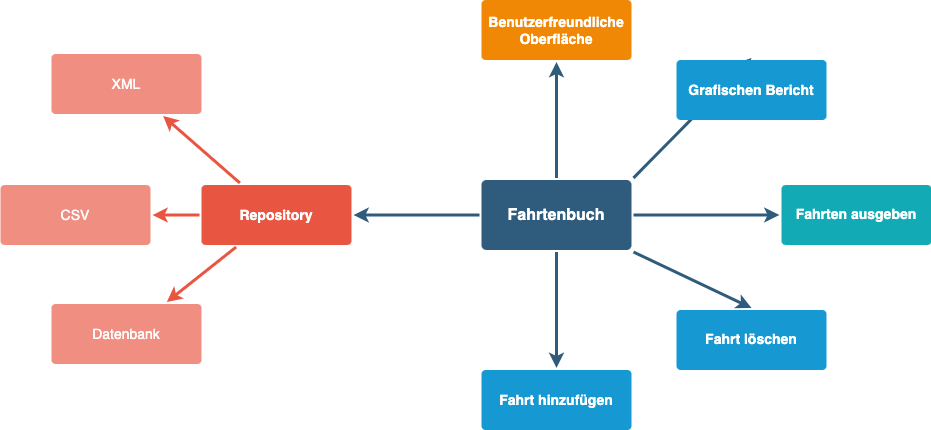 Benutzerfreundliche
Oberfläche
XML
Grafischen Bericht
CSV
Repository
Fahrtenbuch
Fahrten ausgeben
Datenbank
Fahrt löschen
Fahrt hinzufügen